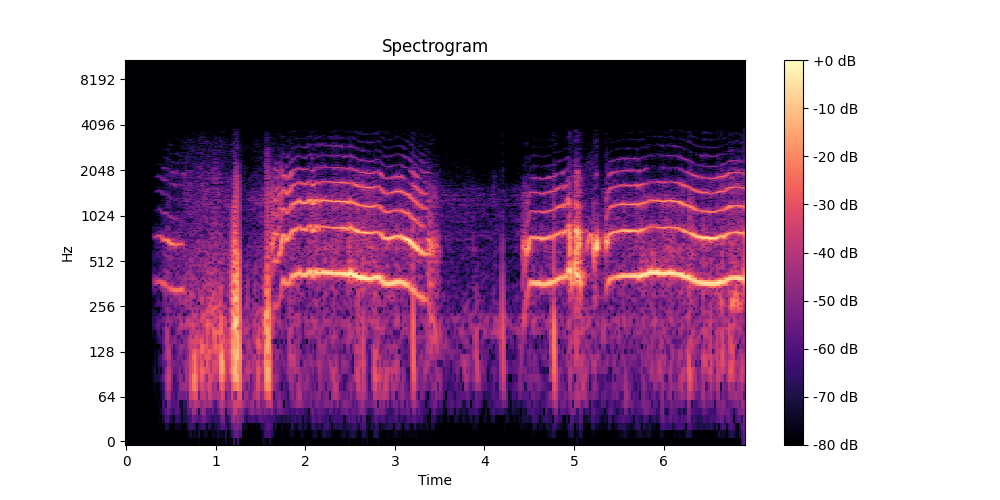 Spectrogram
8192
4096
2048
1024
512
256
128
64
0
Hz
0 1 2 3 4 5 6
Time
+0 dB
-10 dB
-20 dB
-30 dB
-40 dB
-50 dB
-60 dB
-70 dB
-80 dB